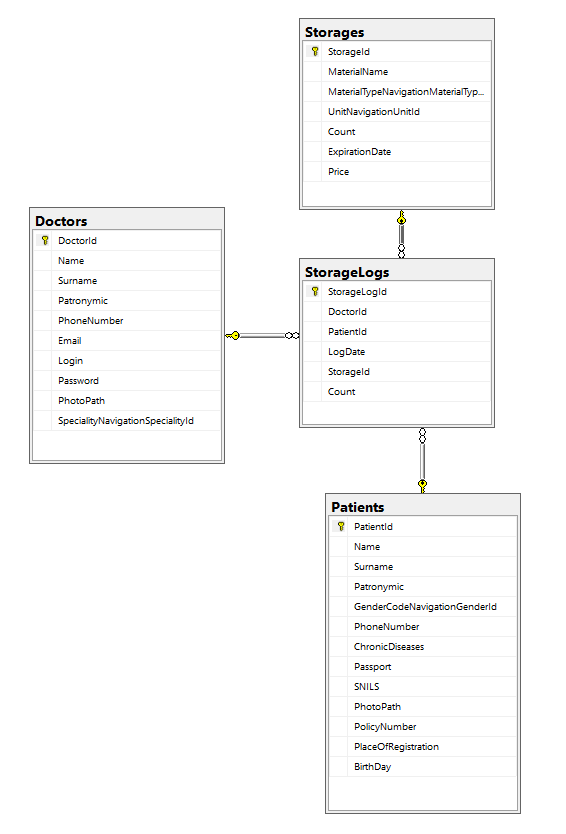 Storages
StorageId
MaterialName
MaterialTypeNavigationMaterialTyp...
UnitNavigationUnitId
Count
ExpirationDate
Price
Doctors
DoctorId
Name
Surname
Patronymic
PhoneNumber
Email
Login
Password
PhotoPath
SpecialityNavigationSpecialityId
StorageLogs
StorageLogId
DoctorId
PatientId
LogDate
StorageId
Count
Patients
PatientId
Name
Surname
Patronymic
GenderCodeNavigationGenderId
PhoneNumber
ChronicDiseases
Passport
SNILS
PhotoPath
PolicyNumber
PlaceOfRegistration
BirthDay